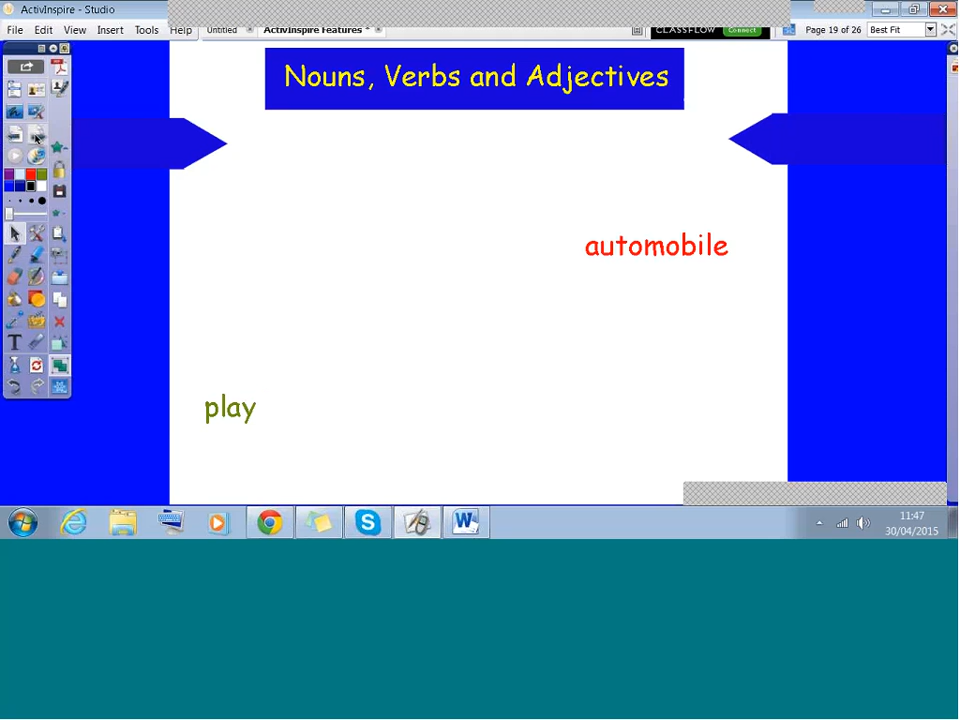 ActivInspire - Studio
File Edit View Insert Tools Help Untitled ActivInspire Features * CLASSFLOW Connect Page 19 of 26 Best Fit
Nouns, Verbs and Adjectives
automobile
play
T
W
11:47
30/04/2015